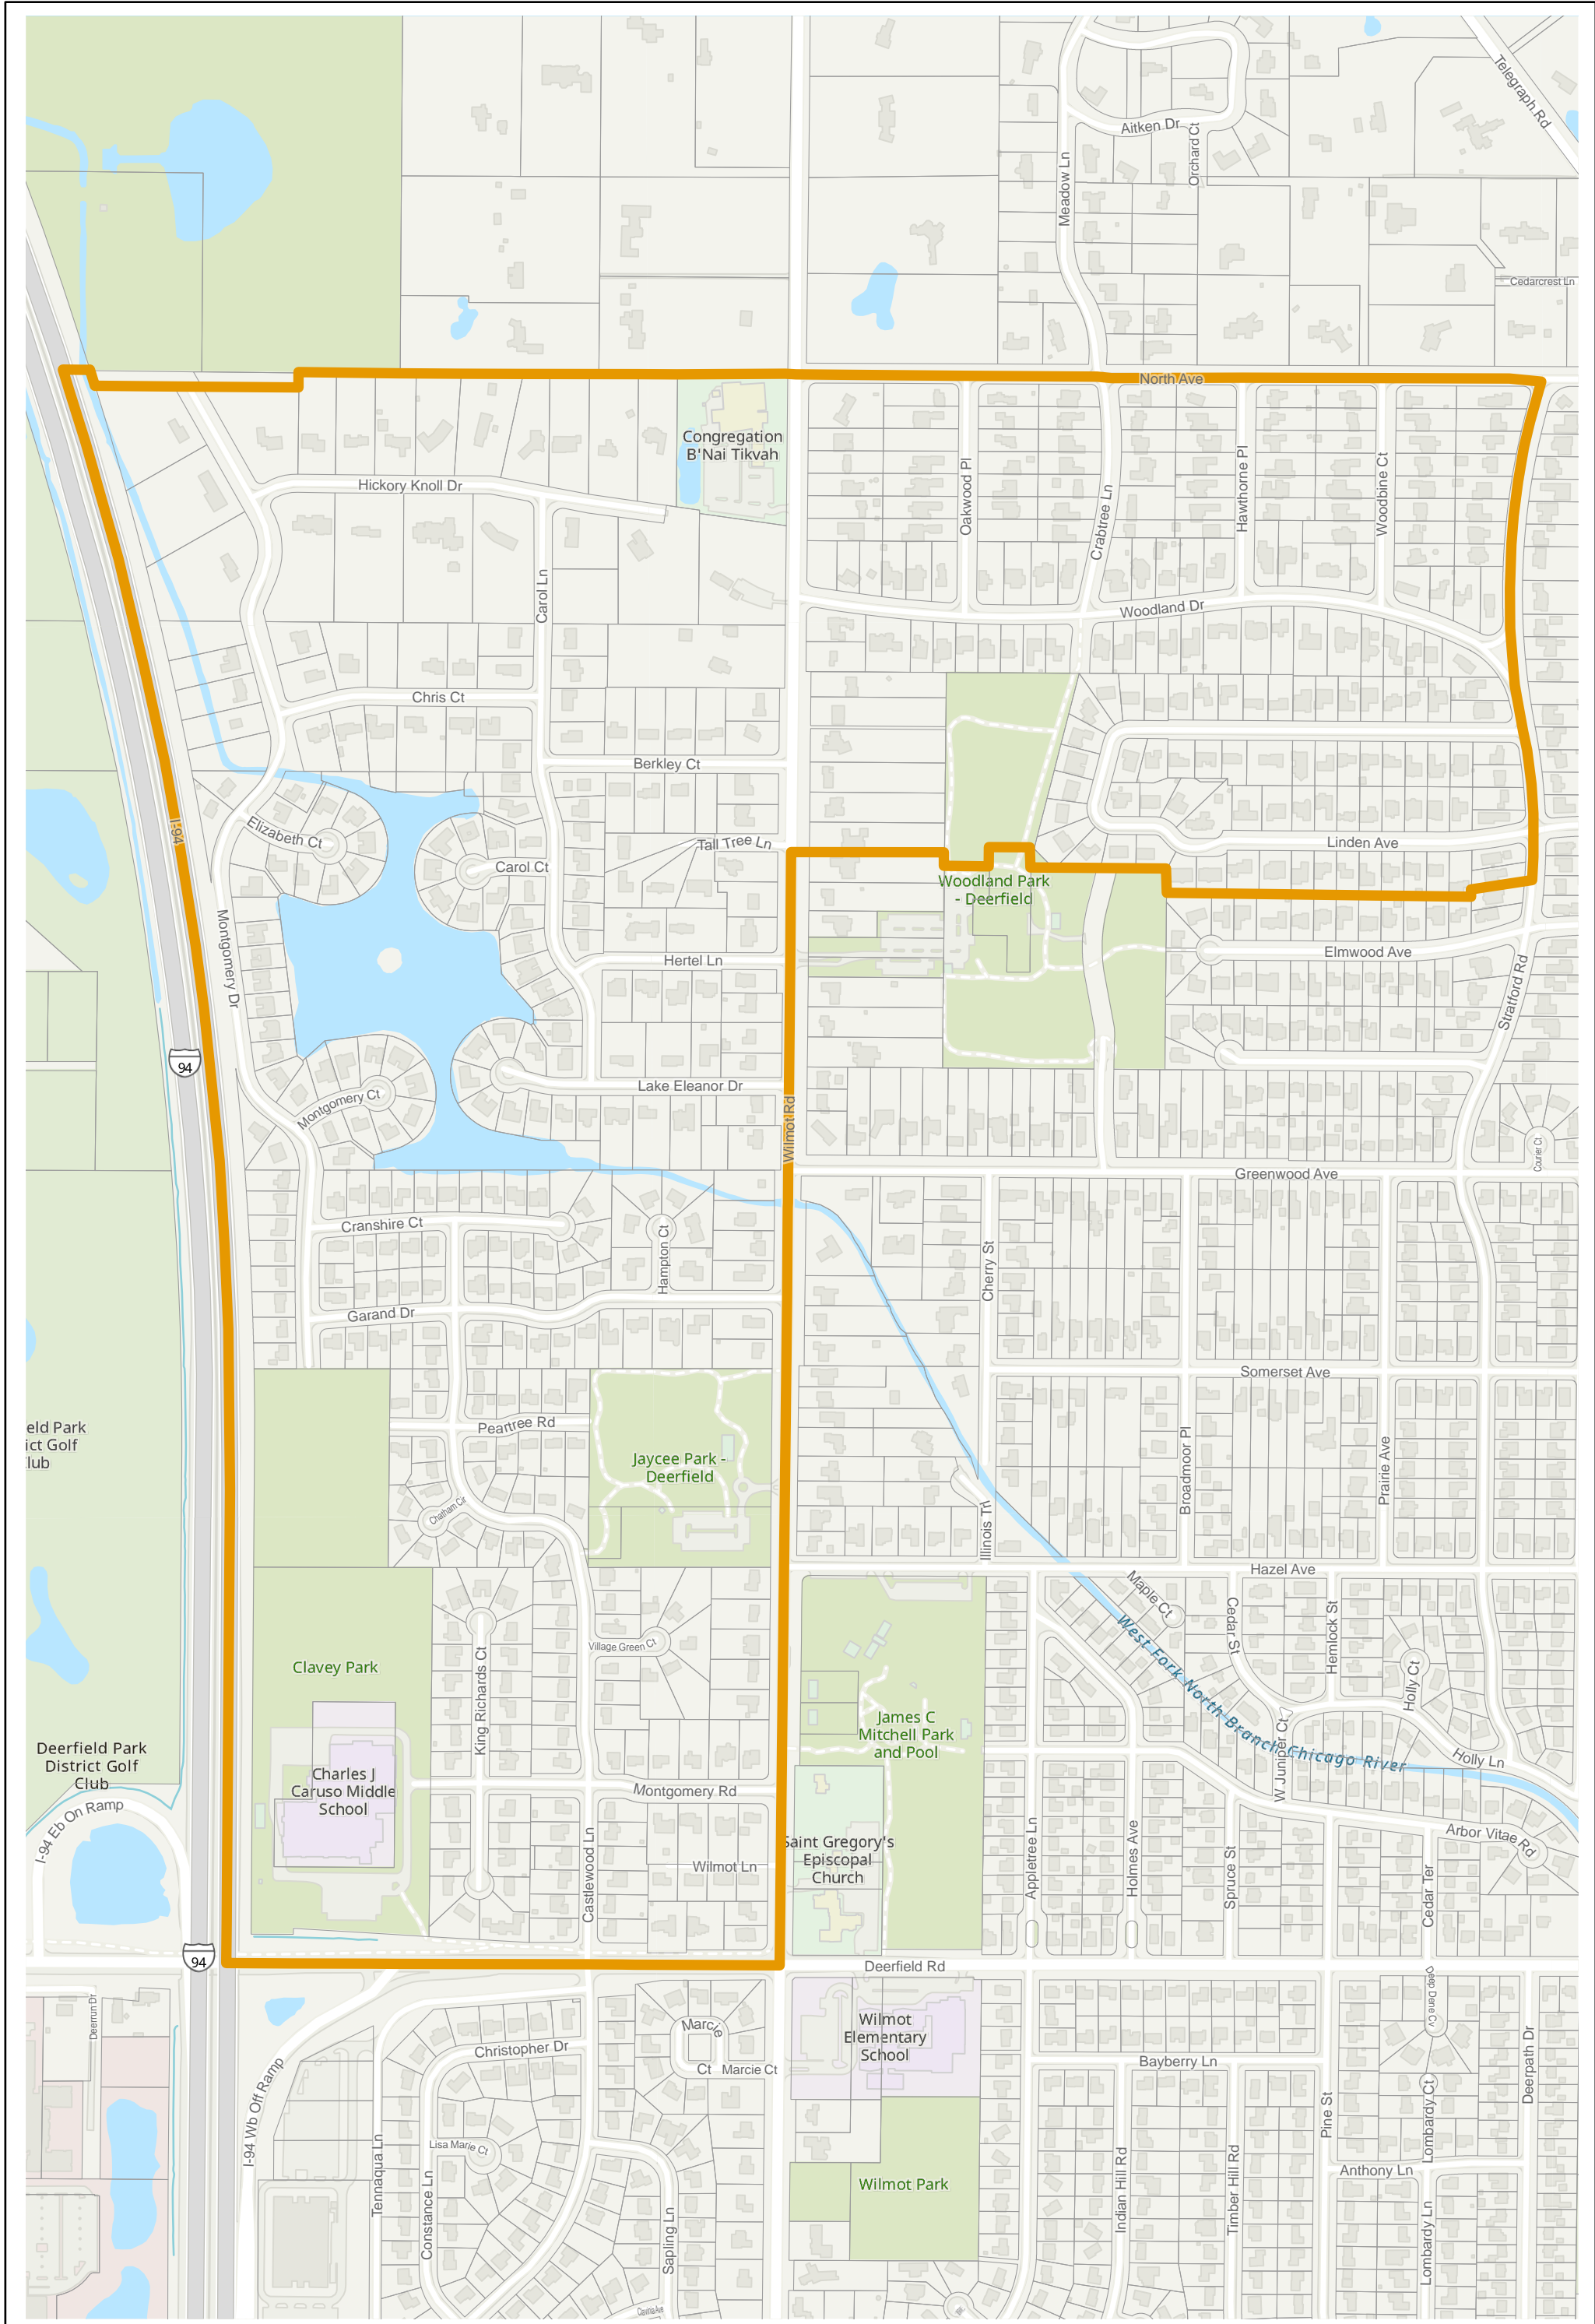 Telegraph Rd
Aitken Dr
Orchard Ct
Meadow Ln
Cedarcrest Ln
North Ave
Congregation
B'Nai Tikvah
Hickory Knoll Dr
Oakwood Pl
Crabtree Ln
Hawthorne Pl
Woodbine Ct
Carol Ln
Woodland Dr
Chris Ct
Berkley Ct
I-94
Elizabeth Ct
Tall Tree Ln
Linden Ave
Carol Ct
Woodland Park
- Deerfield
Montgomery Dr
Hertel Ln
Elmwood Ave
Stratford Rd
94
Lake Eleanor Dr
Montgomery Ct
Wilmot Rd
Courier Ct
Greenwood Ave
Cranshire Ct
Hampton Ct
Cherry St
Garand Dr
Somerset Ave
eld Park
ict Golf
lub
Peartree Rd
Jaycee Park -
Deerfield
Broadmoor Pl
Prairie Ave
Chatham Cir
Illinois Tl
Hazel Ave
Maple Ct
Cedar St
Hemlock St
Village Green Ct
West Fork North Branch Chicago River
Clavey Park
King Richards Ct
Holly Ct
James C
Mitchell Park
and Pool
Deerfield Park
District Golf
Club
W Juniper Ct
Holly Ln
Charles J
Caruso Middle
School
Montgomery Rd
I-94 Eb On Ramp
Saint Gregory's
Episcopal
Church
Arbor Vitae Rd
Castlewood Ln
Wilmot Ln
Appletree Ln
Holmes Ave
Spruce St
Cedar Ter
94
Deerfield Rd
Deerrun Dr
Marcie
Ct
Marcie Ct
Wilmot
Elementary
School
Deep Dene Cv
Christopher Dr
Bayberry Ln
I-94 Wb Off Ramp
Deerpath Dr
Pine St
Lombardy Ct
Lisa Marie Ct
Tennaqua Ln
Constance Ln
Anthony Ln
Wilmot Park
Sapling Ln
Indian Hill Rd
Timber Hill Rd
Lombardy Ln